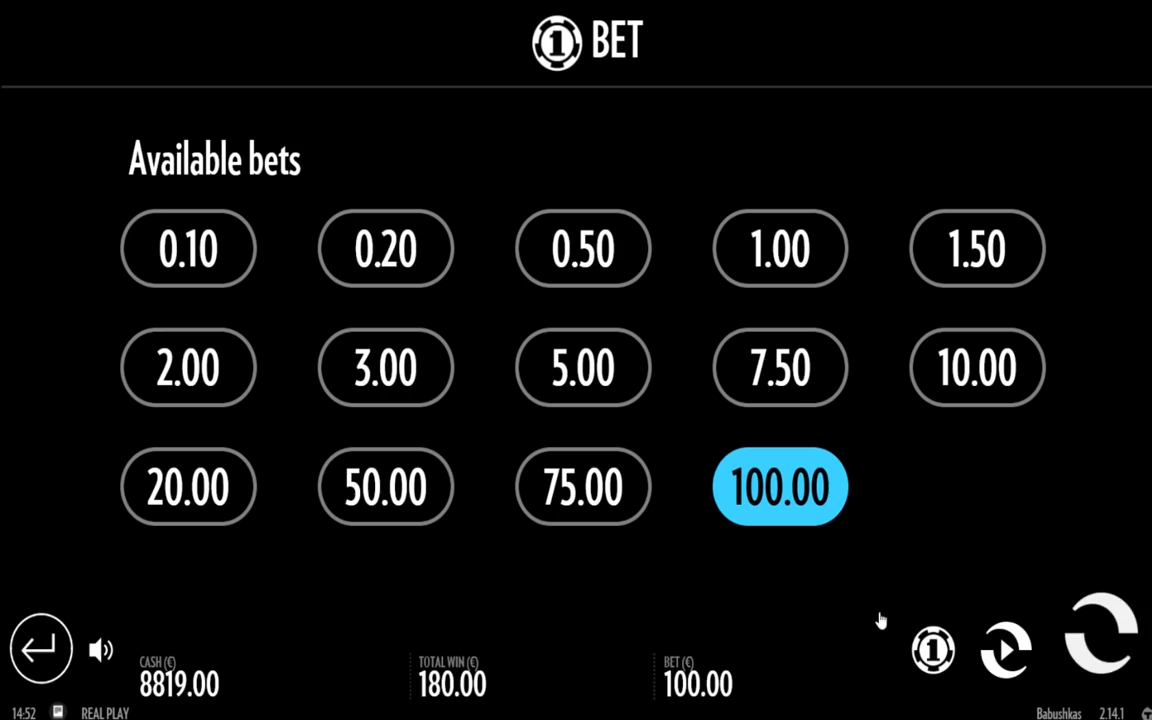 1 BET
Available bets
0.10 0.20 0.50 1.00 1.50
2.00 3.00 5.00 7.50 10.00
20.00 50.00 75.00 100.00
CASH (€) TOTAL WIN (€) BET (€)
8819.00 180.00 100.00
1
14:52 REAL PLAY Babushkas 2.14.1